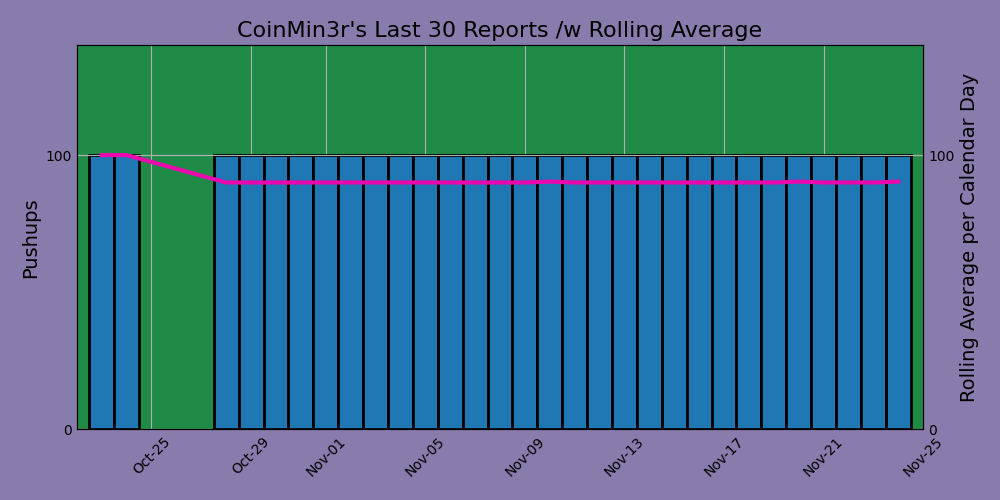 CoinMin3r's Last 30 Reports /w Rolling Average
Pushups
100
0
100
0
Rolling Average per Calendar Day
Oct-25
Oct-29
Nov-01
Nov-05
Nov-09
Nov-13
Nov-17
Nov-21
Nov-25